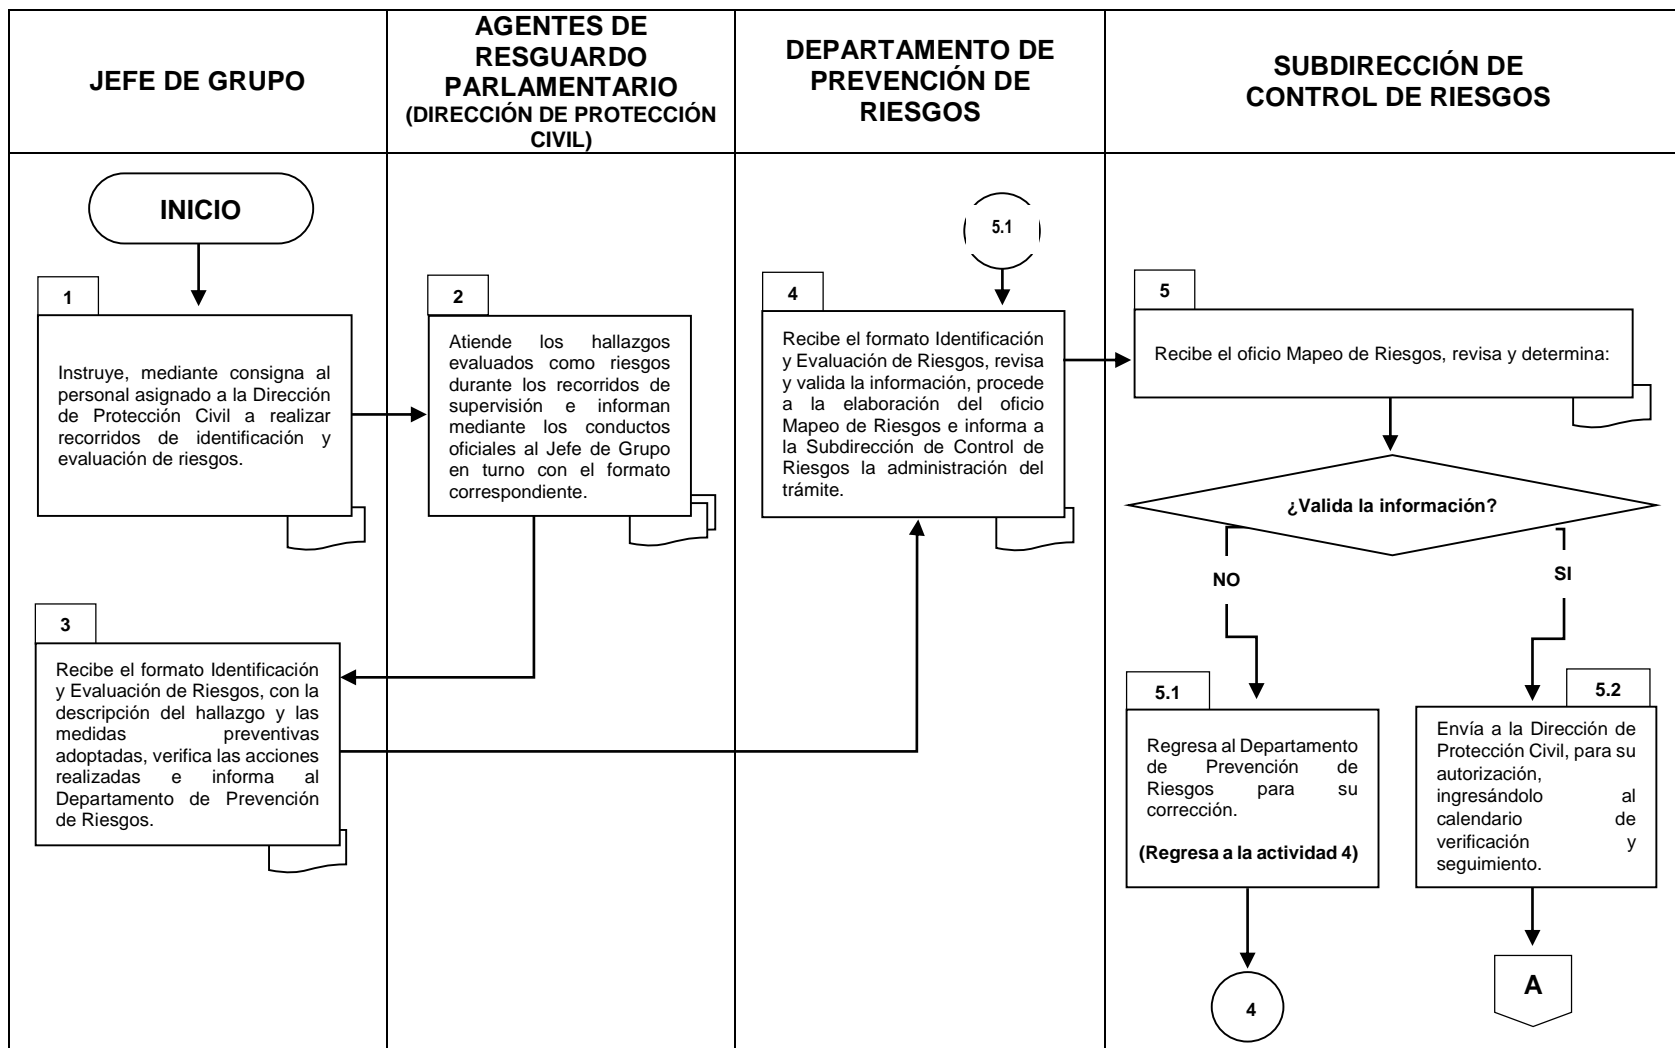 JEFE DE GRUPO
AGENTES DE
RESGUARDO
PARLAMENTARIO
(DIRECCIÓN DE PROTECCIÓN
CIVIL)
DEPARTAMENTO DE
PREVENCIÓN DE
RIESGOS
SUBDIRECCIÓN DE
CONTROL DE RIESGOS
INICIO
1
Instruye, mediante consigna al
personal asignado a la Dirección
de Protección Civil a realizar
recorridos de identificación y
evaluación de riesgos.
2
Atiende los hallazgos
evaluados como riesgos
durante los recorridos de
supervisión e informan
mediante los conductos
oficiales al Jefe de Grupo
en turno con el formato
correspondiente.
3
Recibe el formato Identificación
y Evaluación de Riesgos, con la
descripción del hallazgo y las
medidas preventivas
adoptadas, verifica las acciones
realizadas e informa al
Departamento de Prevención
de Riesgos.
5.1
4
Recibe el formato Identificación
y Evaluación de Riesgos, revisa
y valida la información, procede
a la elaboración del oficio
Mapeo de Riesgos e informa a
la Subdirección de Control de
Riesgos la administración del
trámite.
5
Recibe el oficio Mapeo de Riesgos, revisa y determina:
¿Valida la información?
NO
SI
5.1
Regresa al Departamento
de Prevención de
Riesgos para su
corrección.
(Regresa a la actividad 4)
4
5.2
Envía a la Dirección de
Protección Civil, para su
autorización,
ingresándolo al
calendario de
verificación y
seguimiento.
A